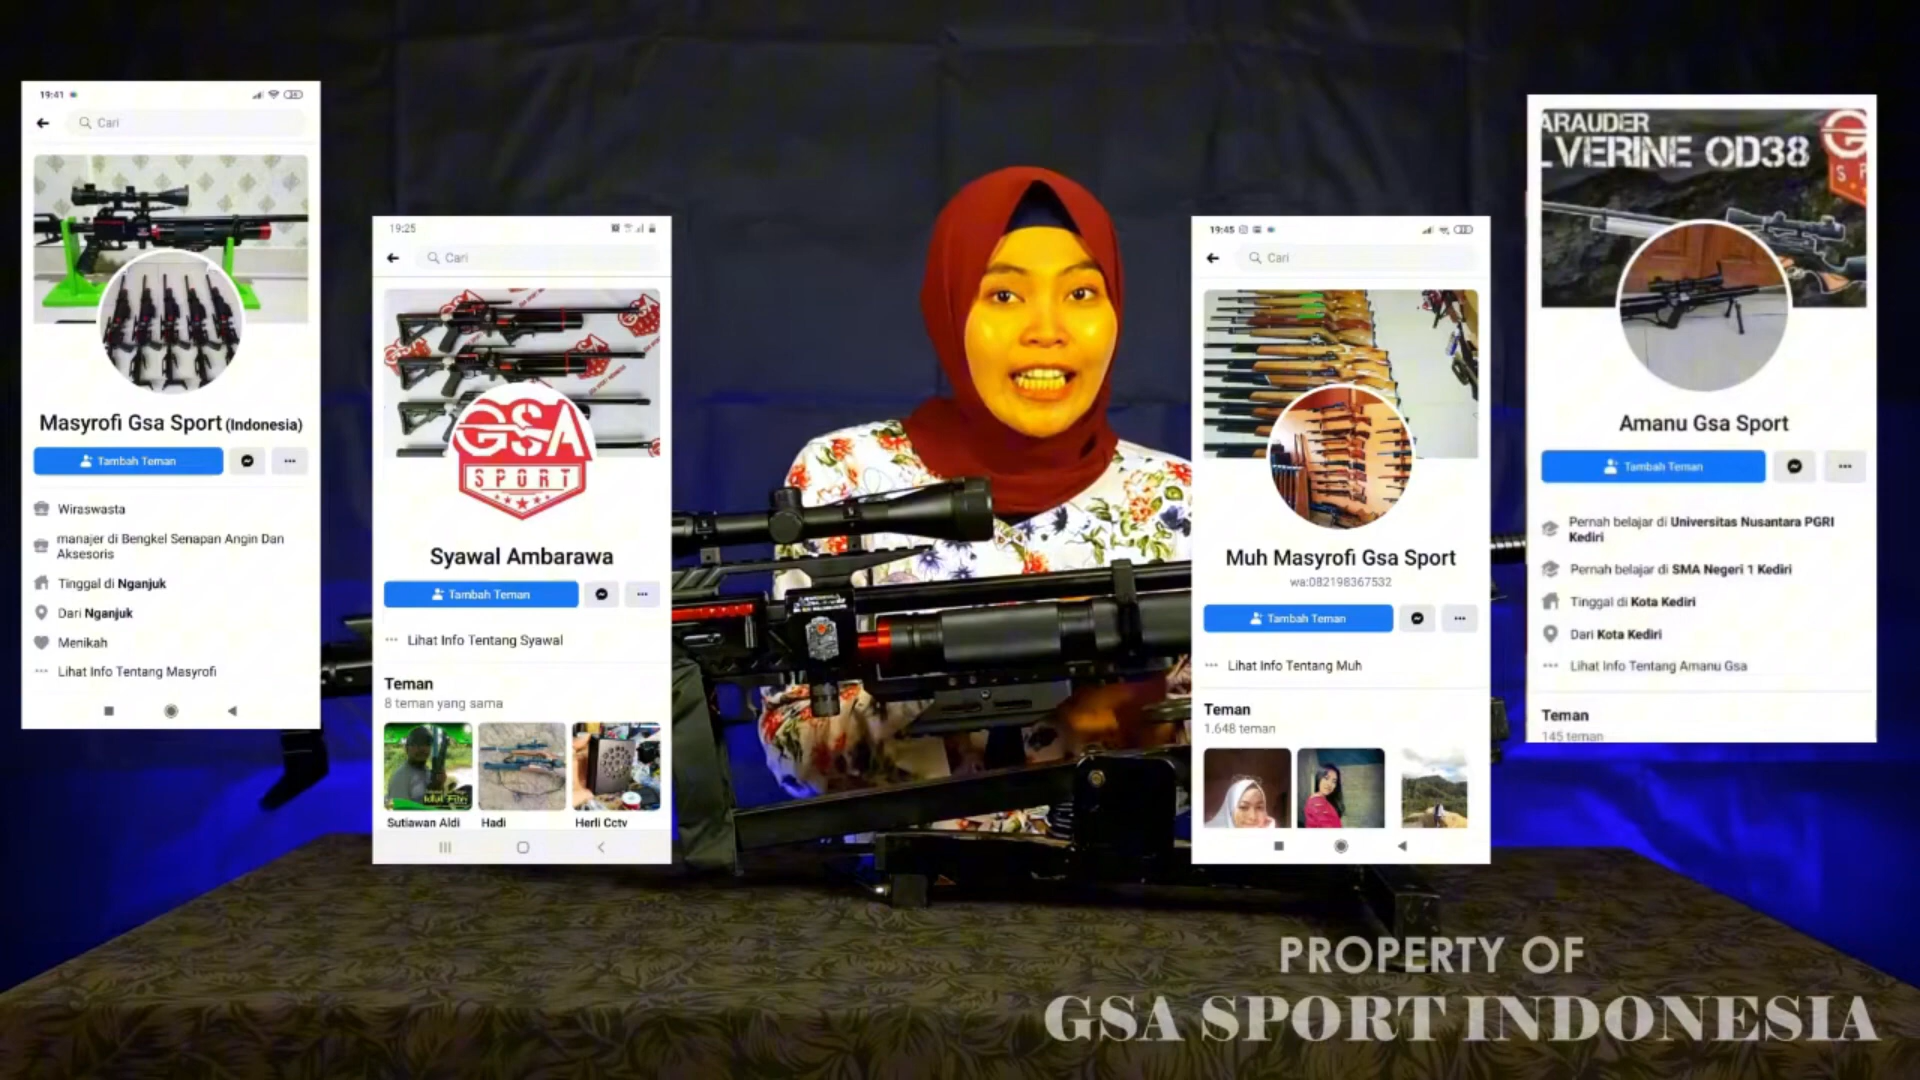 19:41
Cari
Masyrofi Gsa Sport (Indonesia)
Tambah Teman
Wiraswasta
manajer di Bengkel Senapan Angin Dan
Aksesoris
Tinggal di Nganjuk
Dari Nganjuk
Menikah
Lihat Info Tentang Masyrofi
19:25
Cari
GSA
SPORT
Syawal Ambarawa
Tambah Teman
Lihat Info Tentang Syawal
Teman
8 teman yang sama
Sutiawan Aldi
Hadi
Herli Cctv
19:45
Cari
Muh Masyrofi Gsa Sport
wa:082198367532
Tambah Teman
Lihat Info Tentang Muh
Teman
1.648 teman
ARAUDER
LVERINE OD38
Amanu Gsa Sport
Tambah Teman
Pernah belajar di Universitas Nusantara PGRI
Kediri
Pernah belajar di SMA Negeri 1 Kediri
Tinggal di Kota Kediri
Dari Kota Kediri
Lihat Info Tentang Amanu Gsa
Teman
145 teman
PROPERTY OF
GSA SPORT INDONESIA